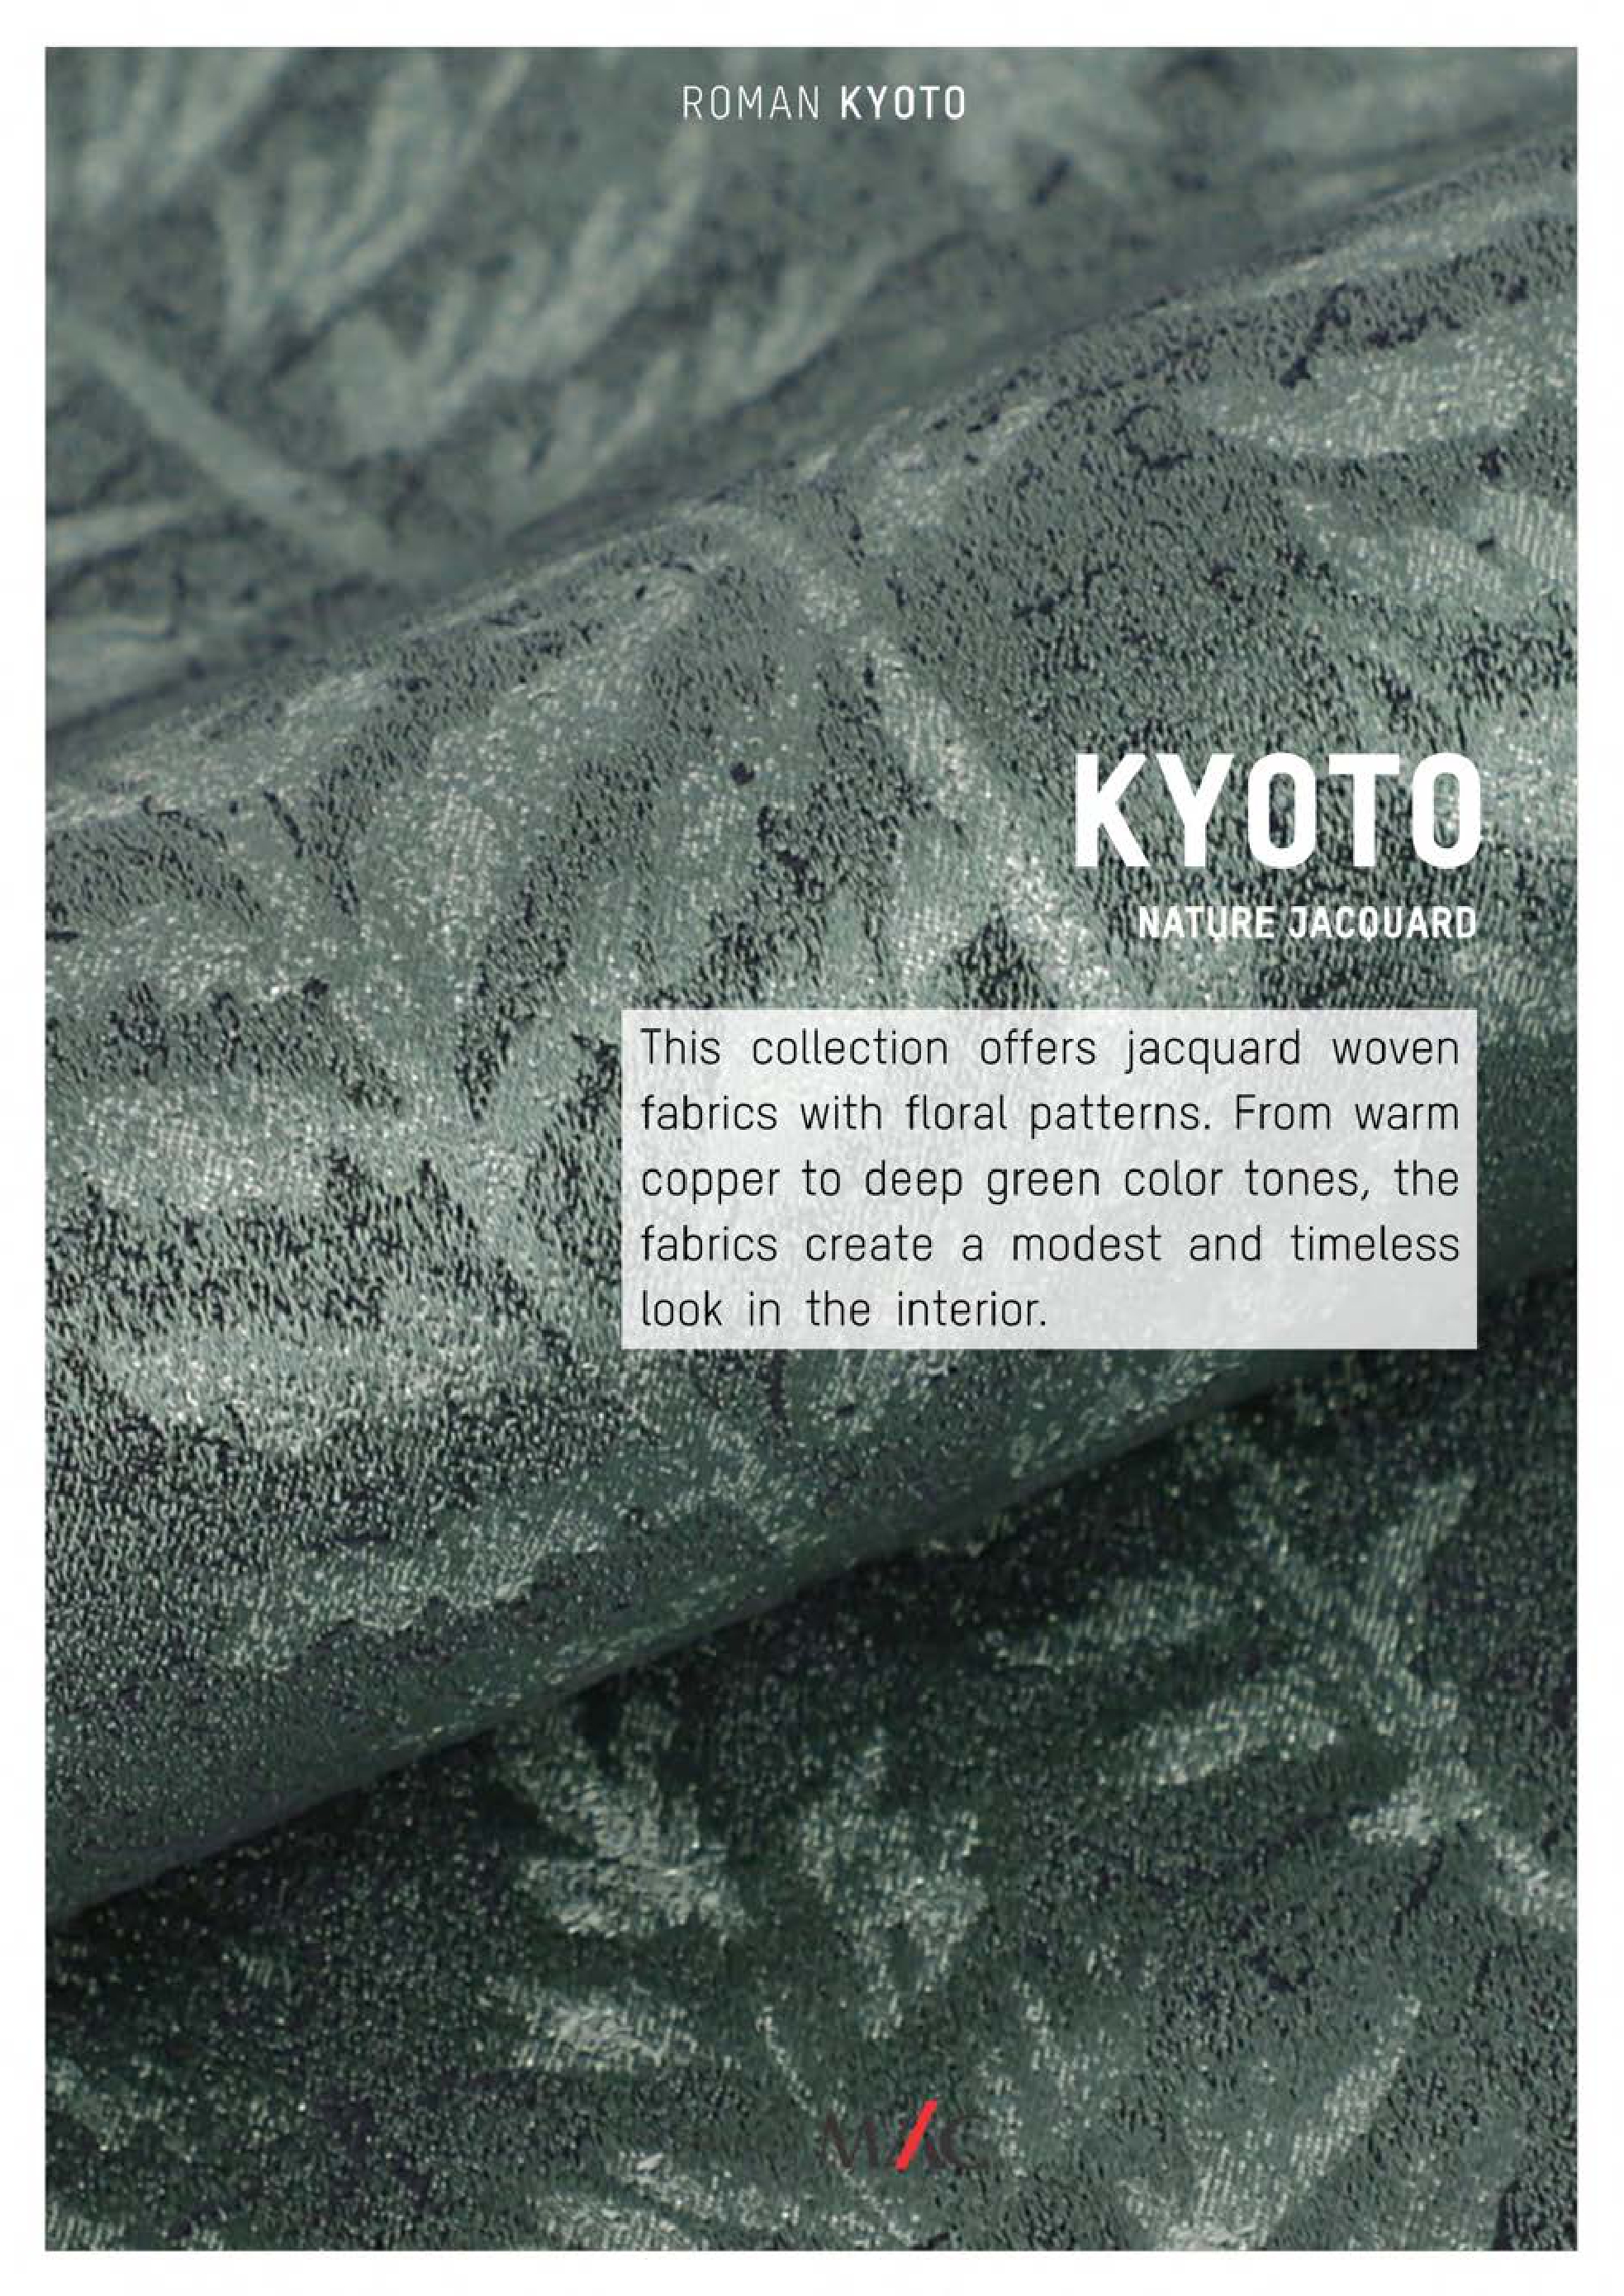 ROMAN KYOTO
KYOTO
NATURE JACQUARD
This collection offers jacquard woven
fabrics with floral patterns. From warm
copper to deep green color tones, the
fabrics create a modest and timeless
look in the interior.
MAC